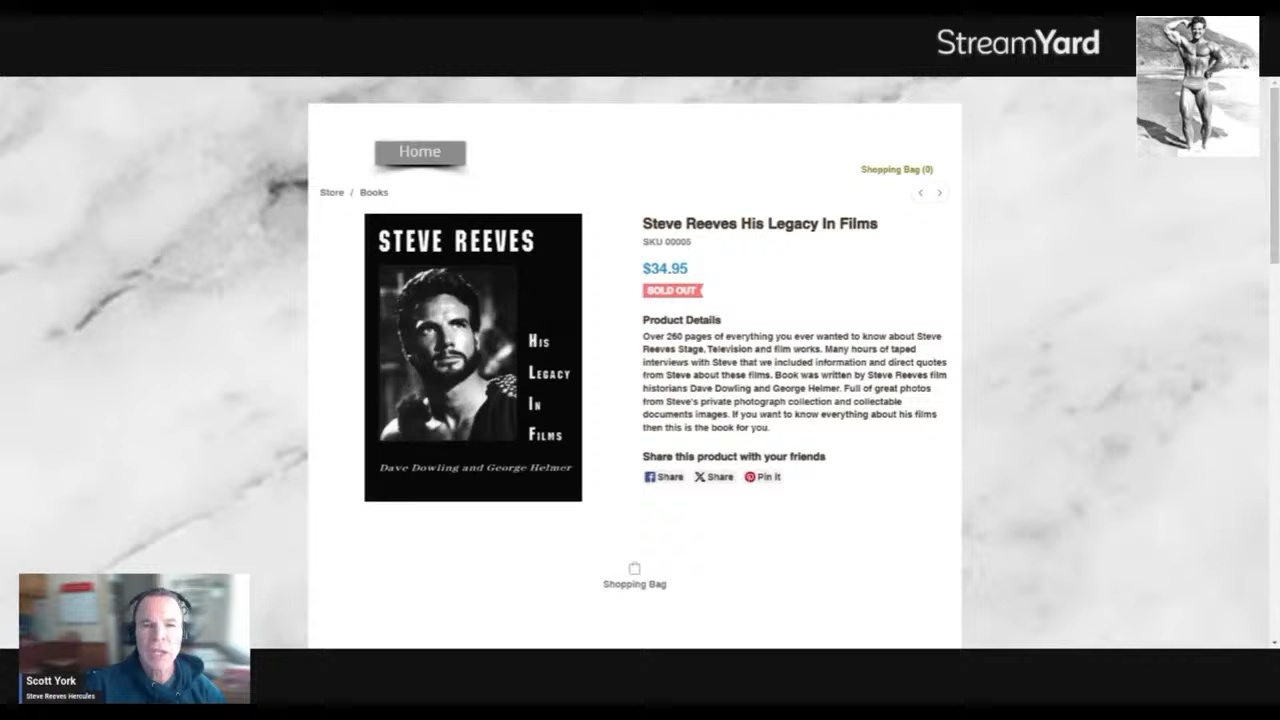 StreamYard
Home
Shopping Bag (0)
Store / Books
STEVE REEVES
HIS
LEGACY
IN
FILMS
Dave Dowling and George Helmer
Steve Reeves His Legacy In Films
SKU 00005
$34.95
SOLD OUT
Product Details
Over 260 pages of everything you ever wanted to know about Steve
Reeves Stage, Television and film works. Many hours of taped
interviews with Steve that we included information and direct quotes
from Steve about these films. Book was written by Steve Reeves film
historians Dave Dowling and George Helmer. Full of great photos
from Steve's private photograph collection and collectable
documents images. If you want to know everything about his films
then this is the book for you.
Share this product with your friends
Share Share Pin it
Shopping Bag
Scott York
Steve Reeves Hercules